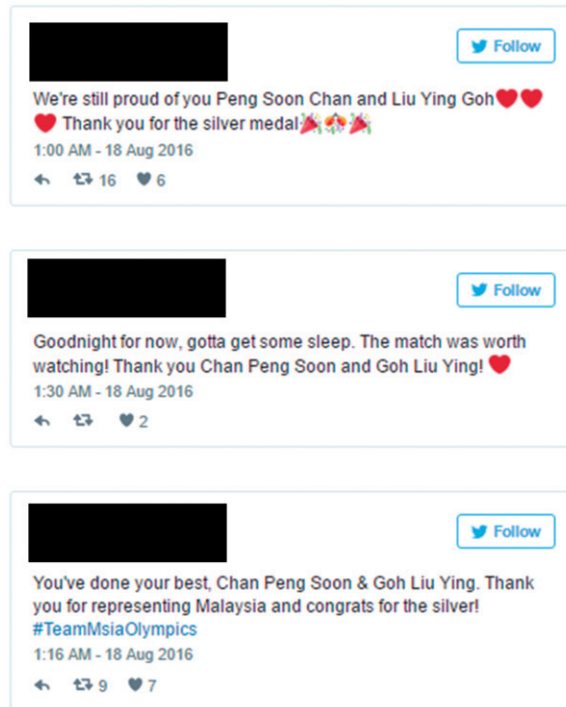 Follow
We're still proud of you Peng Soon Chan and Liu Ying Goh❤️❤️
❤️ Thank you for the silver medal🎉🎊🎉
1:00 AM - 18 Aug 2016
16 6
Follow
Goodnight for now, gotta get some sleep. The match was worth
watching! Thank you Chan Peng Soon and Goh Liu Ying! ❤️
1:30 AM - 18 Aug 2016
2
Follow
You've done your best, Chan Peng Soon & Goh Liu Ying. Thank
you for representing Malaysia and congrats for the silver!
#TeamMsiaOlympics
1:16 AM - 18 Aug 2016
9 7